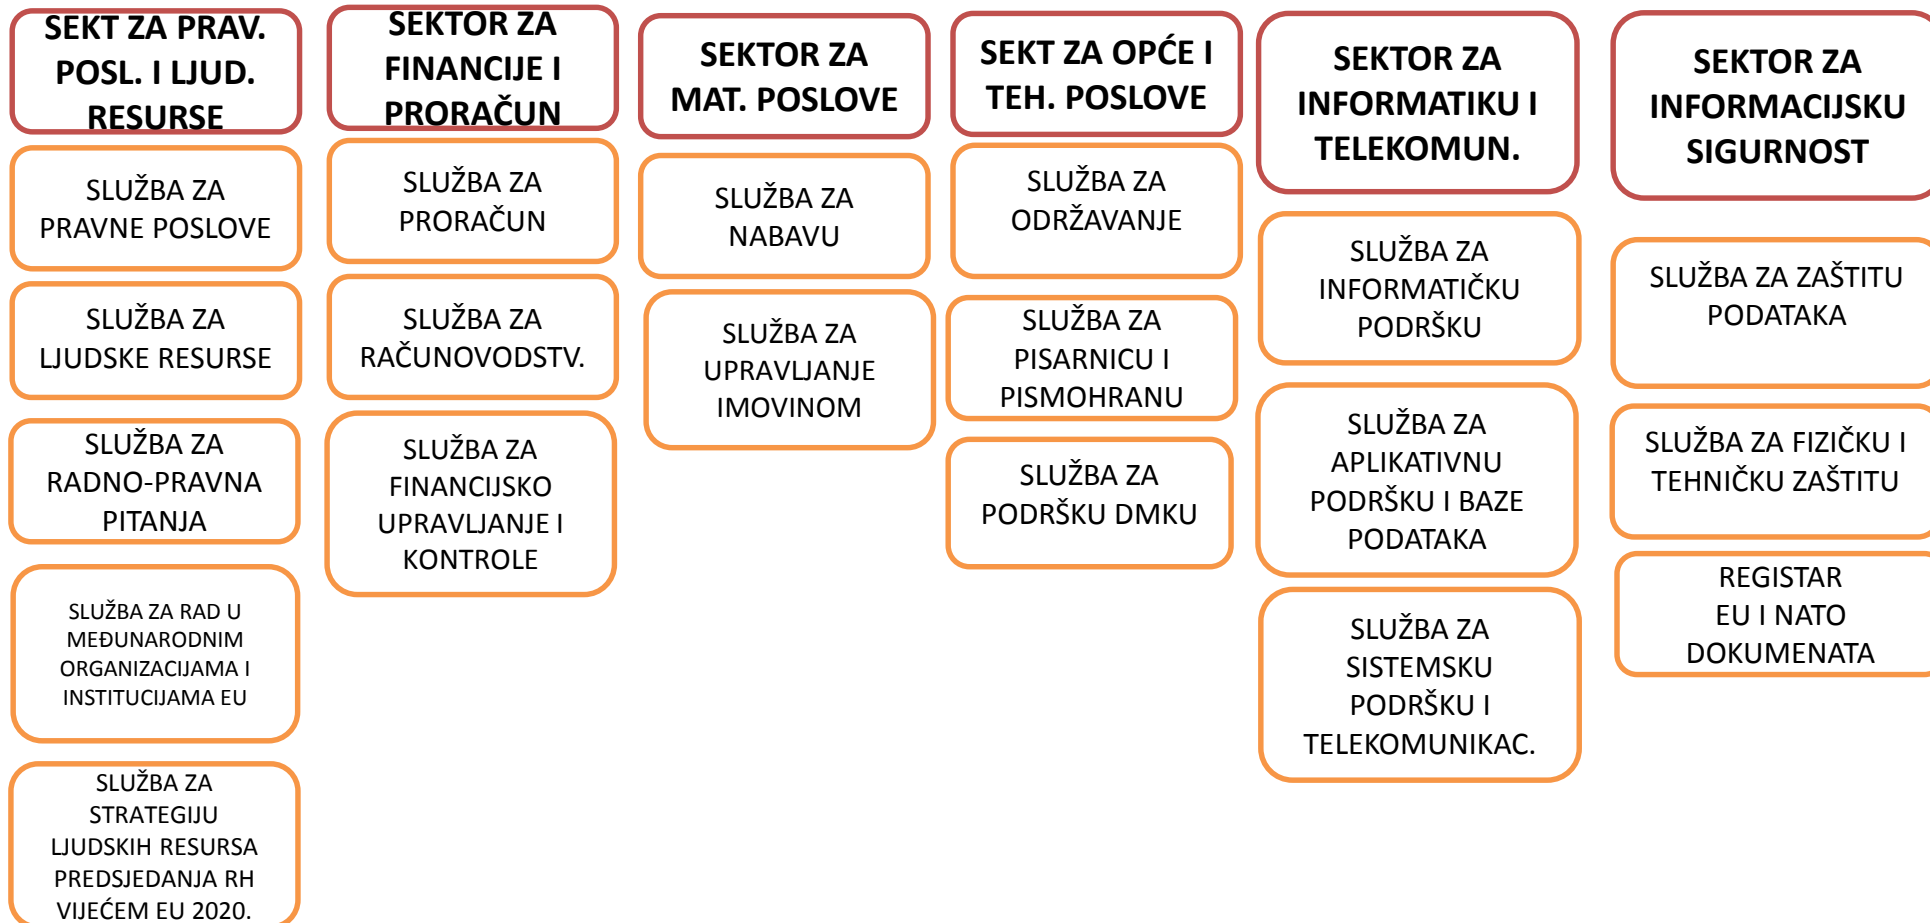 SEKT ZA PRAV.
POSL. I LJUD.
RESURSE
SLUŽBA ZA
PRAVNE POSLOVE
SLUŽBA ZA
LJUDSKE RESURSE
SLUŽBA ZA
RADNO-PRAVNA
PITANJA
SLUŽBA ZA RAD U
MEĐUNARODNIM
ORGANIZACIJAMA I
INSTITUCIJAMA EU
SLUŽBA ZA
STRATEGIJU
LJUDSKIH RESURSA
PREDSJEDANJA RH
VIJEĆEM EU 2020.
SEKTOR ZA
FINANCIJE I
PRORAČUN
SLUŽBA ZA
PRORAČUN
SLUŽBA ZA
RAČUNOVODSTV.
SLUŽBA ZA
FINANCIJSKO
UPRAVLJANJE I
KONTROLE
SEKTOR ZA
MAT. POSLOVE
SLUŽBA ZA
NABAVU
SLUŽBA ZA
UPRAVLJANJE
IMOVINOM
SEKT ZA OPĆE I
TEH. POSLOVE
SLUŽBA ZA
ODRŽAVANJE
SLUŽBA ZA
PISARNICU I
PISMOHRANU
SLUŽBA ZA
PODRŠKU DMKU
SEKTOR ZA
INFORMATIKU I
TELEKOMUN.
SLUŽBA ZA
INFORMATIČKU
PODRŠKU
SLUŽBA ZA
APLIKATIVNU
PODRŠKU I BAZE
PODATAKA
SLUŽBA ZA
SISTEMSKU
PODRŠKU I
TELEKOMUNIKAC.
SEKTOR ZA
INFORMACIJSKU
SIGURNOST
SLUŽBA ZA ZAŠTITU
PODATAKA
SLUŽBA ZA FIZIČKU I
TEHNIČKU ZAŠTITU
REGISTAR
EU I NATO
DOKUMENATA